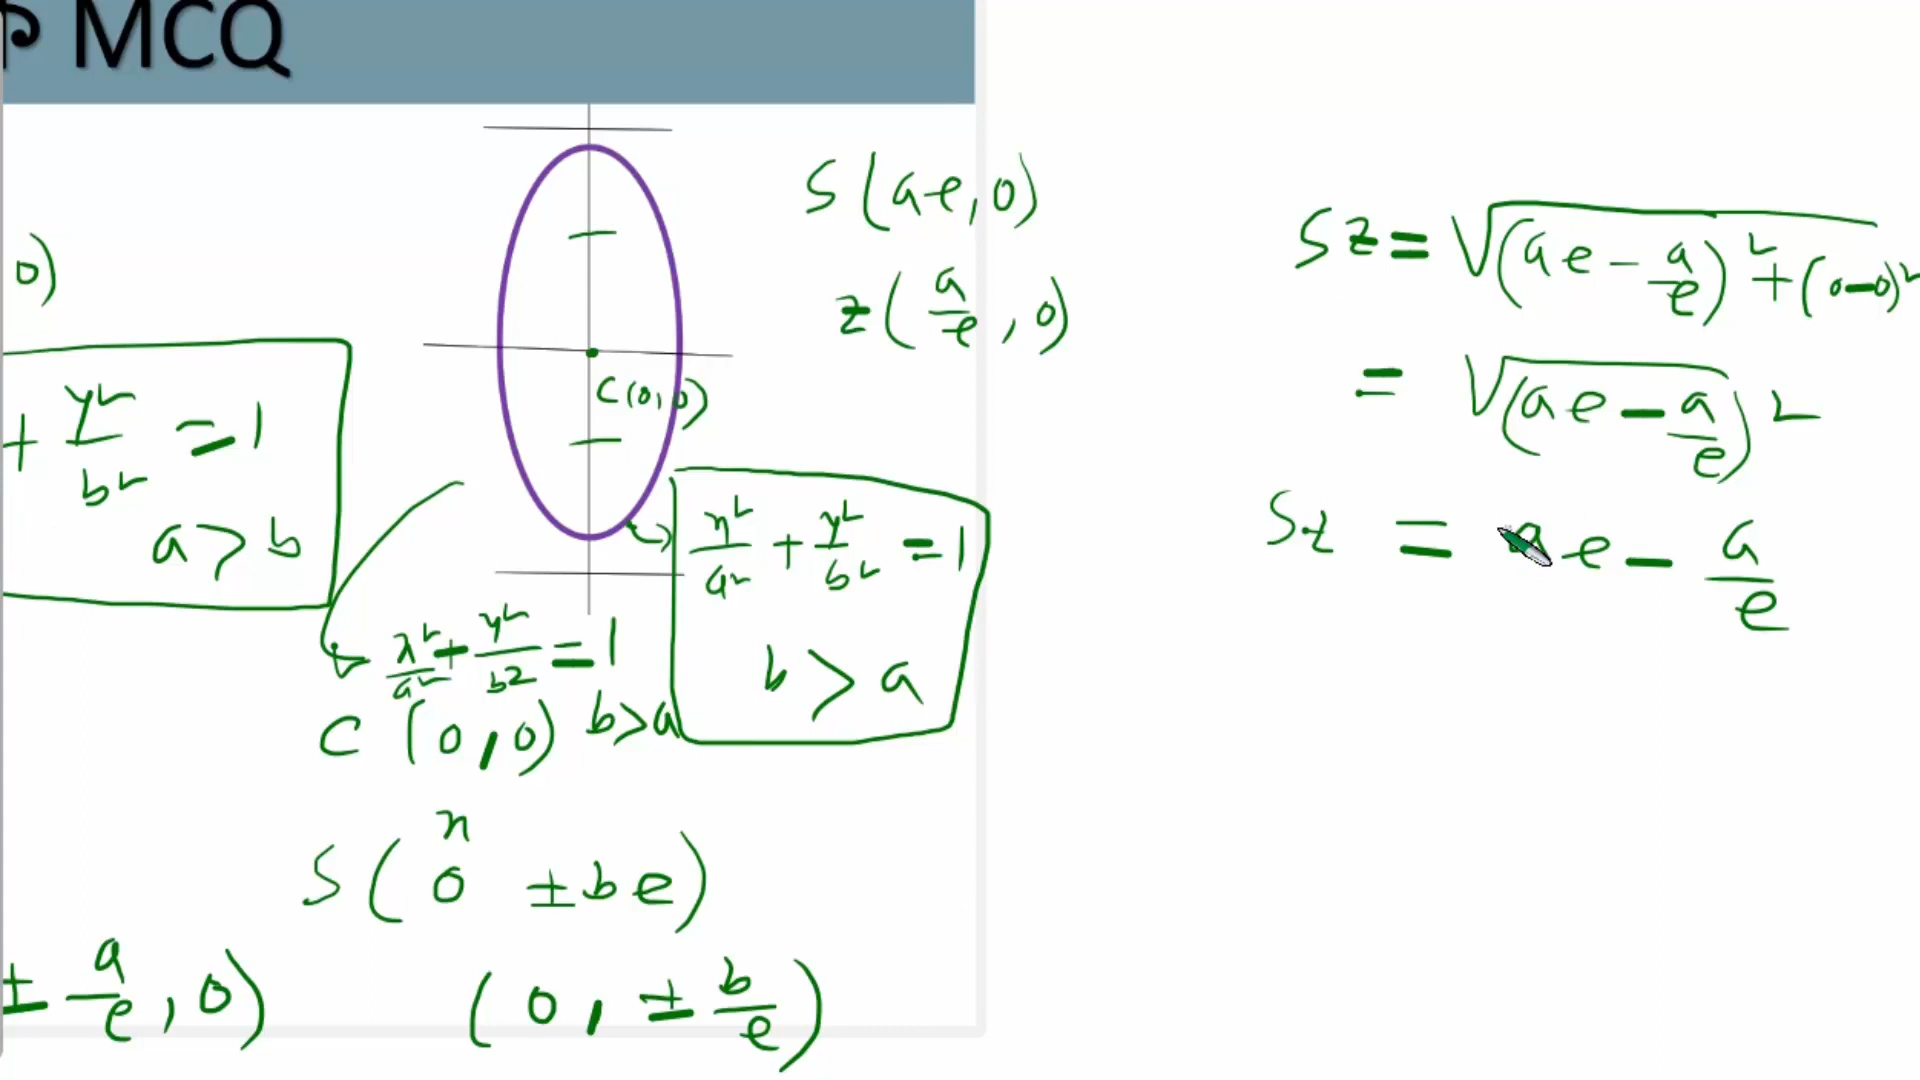 MCQ
0)
+ y²/b² = 1
a > b
C(0,0)
S(ae, 0)
z(a/e, 0)
x²/a² + y²/b² = 1
b > a
x²/a² + y²/b2 = 1
C (0,0) b>a
x
S(0 ±be)
± a/e, 0)
(0, ± b/e)
Sz = √(ae - a/e)² + (0-0)²
= √(ae - a/e)²
Sz = ae - a/e